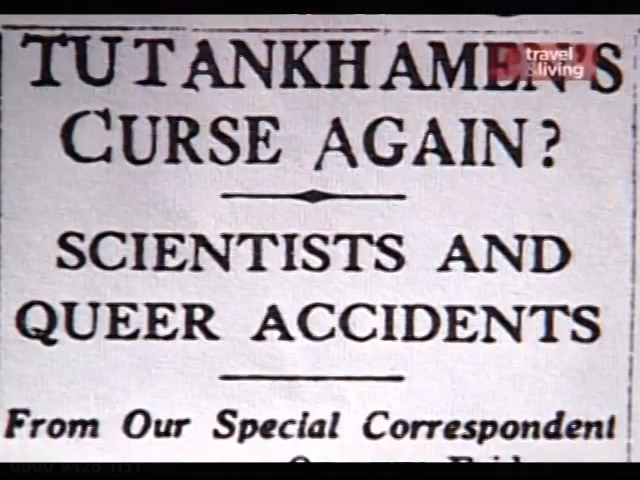 TUTANKHAMEN'S
travel
&living
CURSE AGAIN?
SCIENTISTS AND
QUEER ACCIDENTS
From Our Special Correspondent